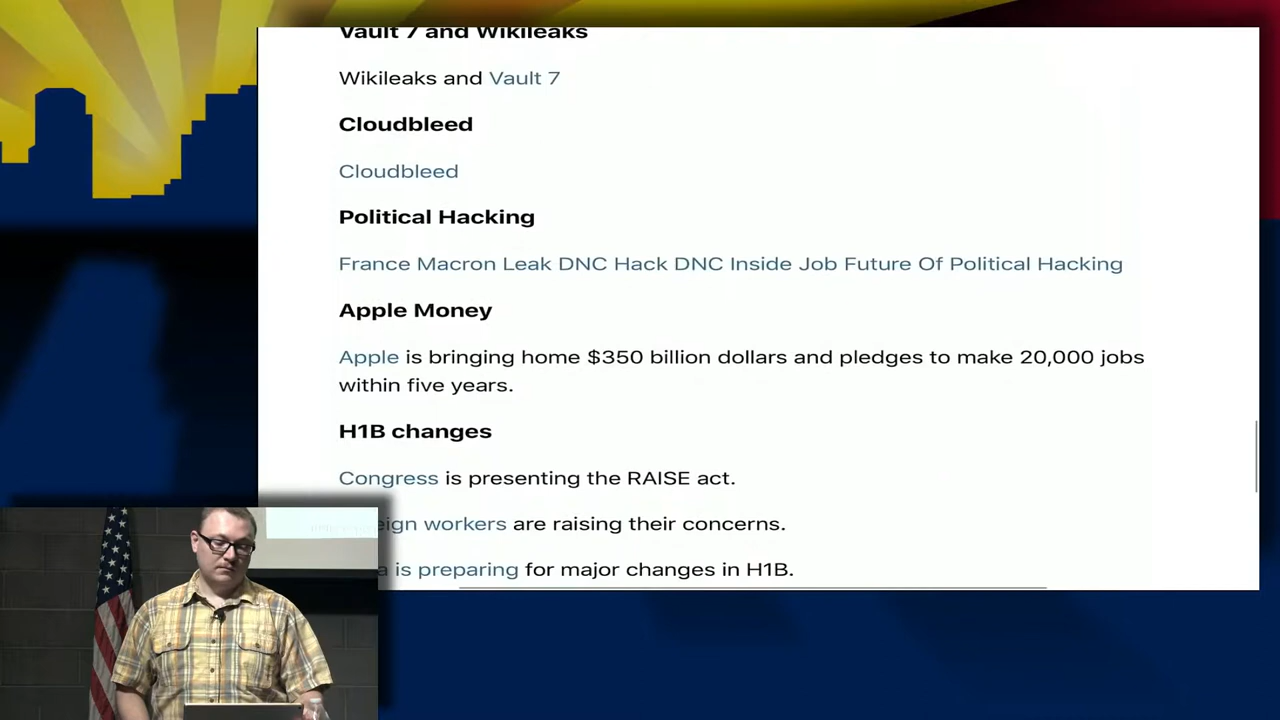 Vault 7 and Wikileaks
Wikileaks and Vault 7
Cloudbleed
Cloudbleed
Political Hacking
France Macron Leak DNC Hack DNC Inside Job Future Of Political Hacking
Apple Money
Apple is bringing home $350 billion dollars and pledges to make 20,000 jobs
within five years.
H1B changes
Congress is presenting the RAISE act.
workers are raising their concerns.
is preparing for major changes in H1B.